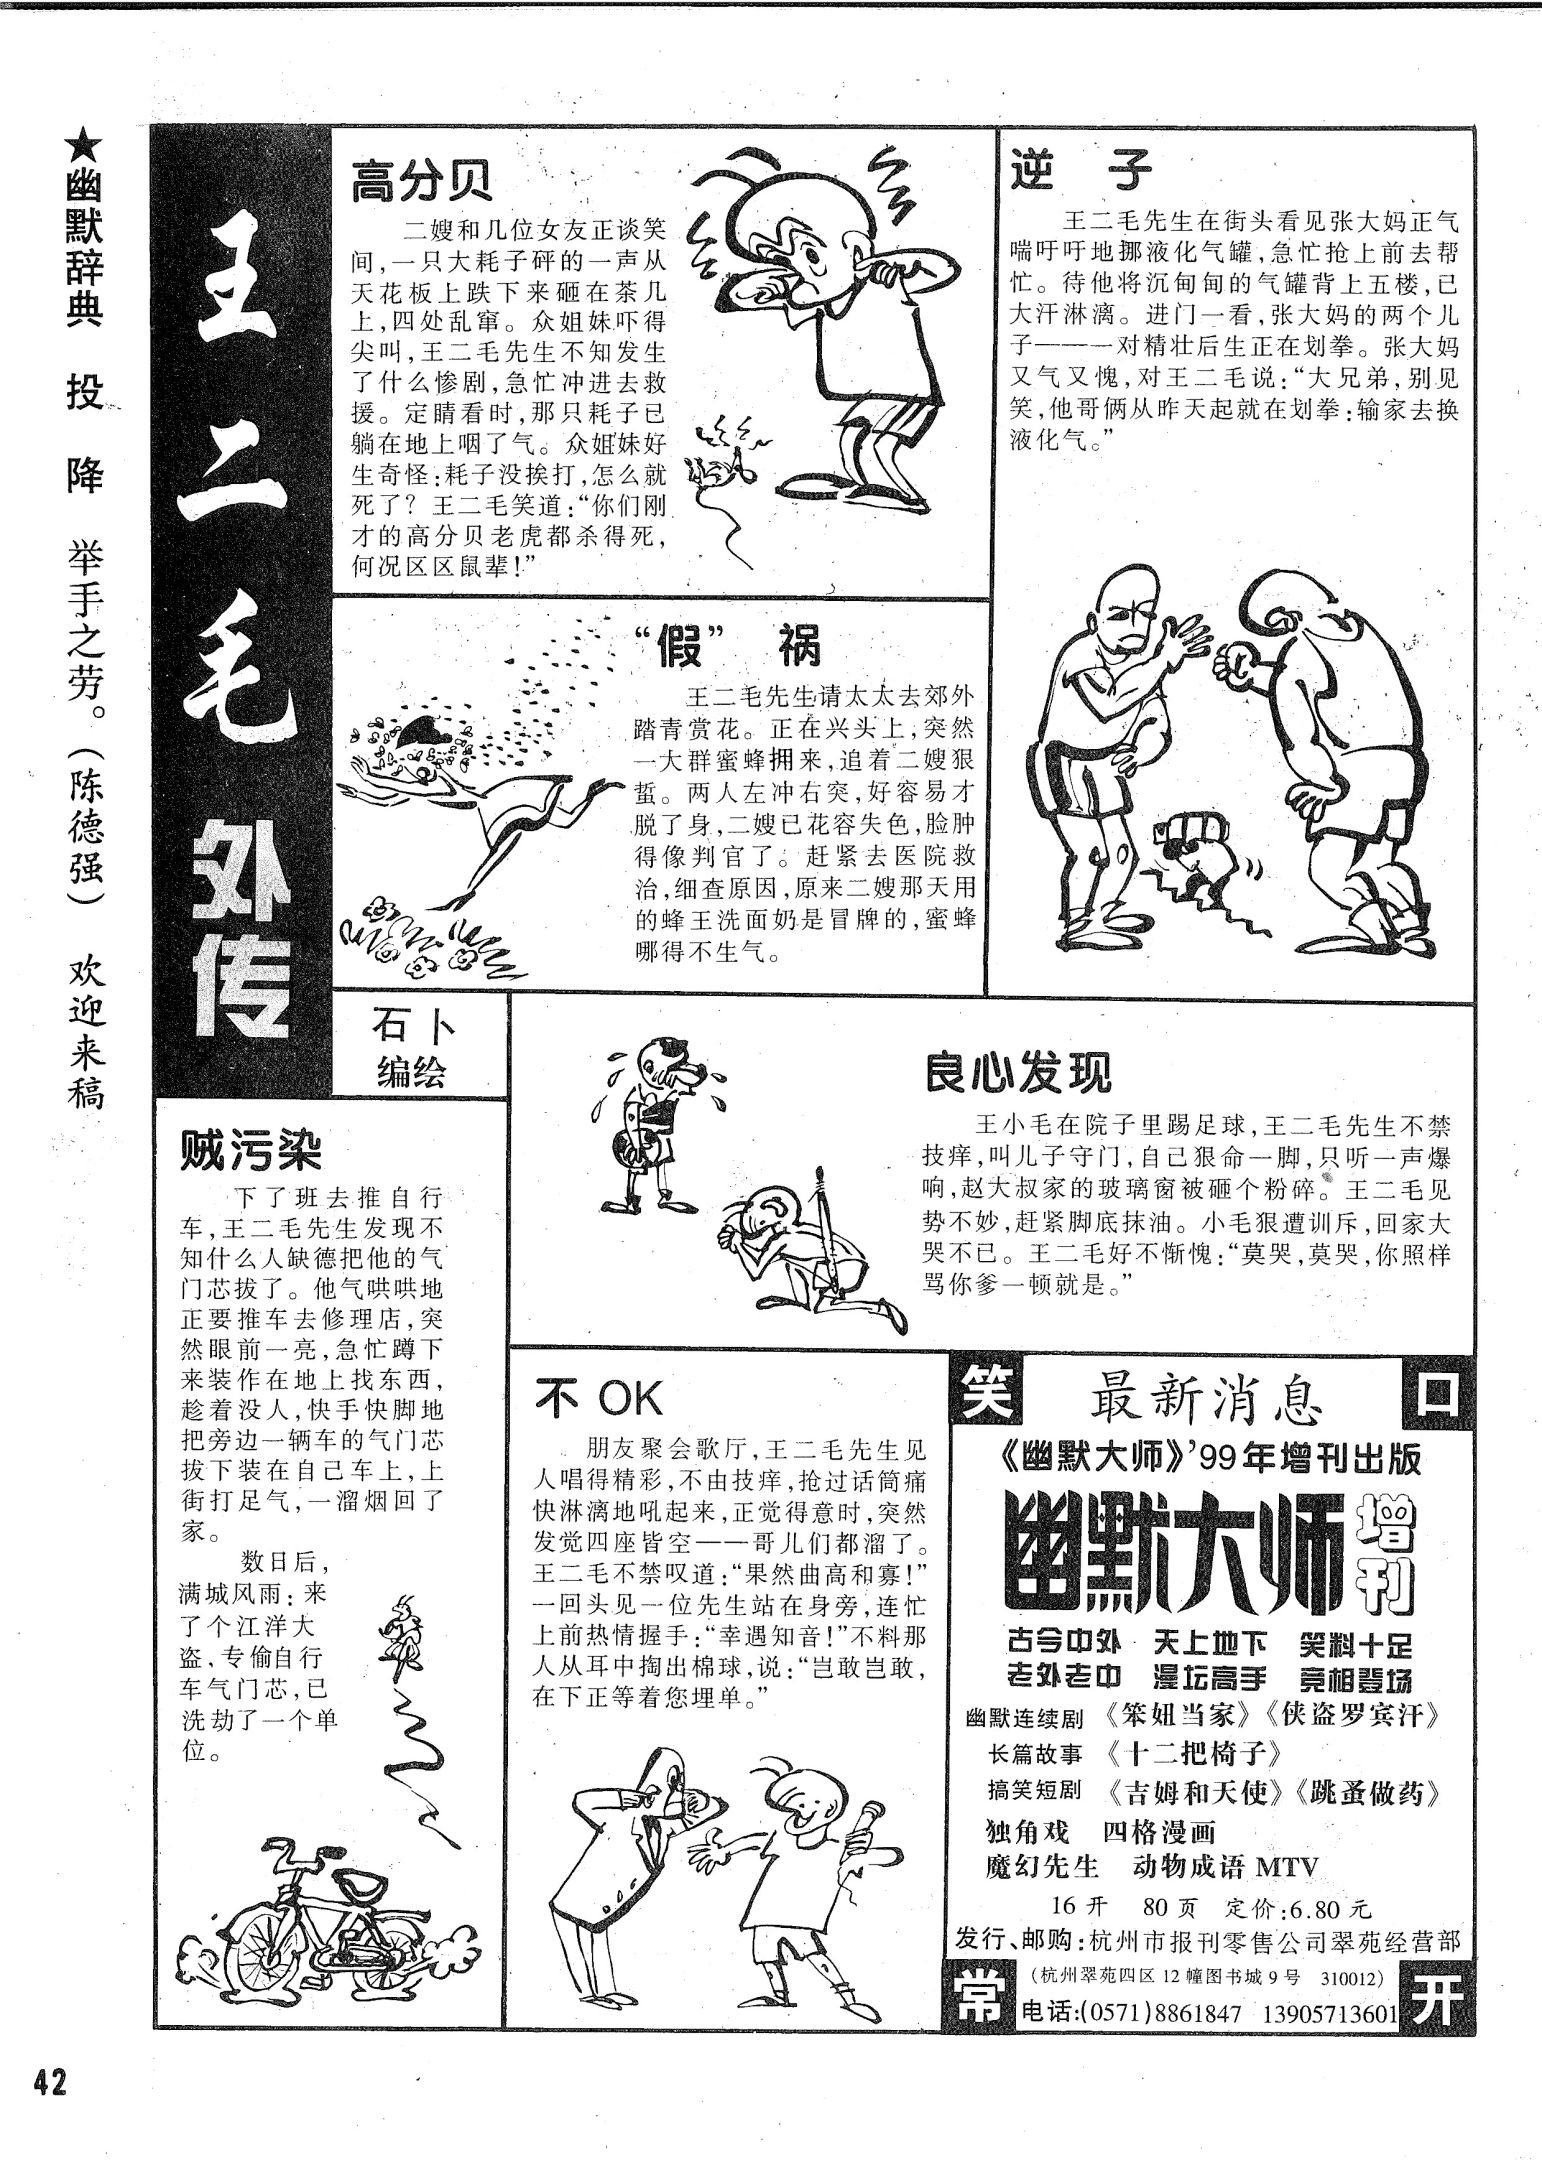 ★幽默辞典 投降 举手之劳。(陈德强) 欢迎来稿
王二毛外传
高分贝
二嫂和几位女友正谈笑
间,一只大耗子砰的一声从
天花板上跌下来砸在茶几
上,四处乱窜。众姐妹吓得
尖叫,王二毛先生不知发生
了什么惨剧,急忙冲进去救
援。定睛看时,那只耗子已
躺在地上咽了气。众姐妹好
生奇怪:耗子没挨打,怎么就
死了?王二毛笑道:“你们刚
才的高分贝老虎都杀得死,
何况区区鼠辈!”
逆子
王二毛先生在街头看见张大妈正气
喘吁吁地挪液化气罐,急忙抢上前去帮
忙。待他将沉甸甸的气罐背上五楼,已
大汗淋漓。进门一看,张大妈的两个儿
子——一对精壮后生正在划拳。张大妈
又气又愧,对王二毛说:“大兄弟,别见
笑,他哥俩从昨天起就在划拳:输家去换
液化气。”
“假”祸
王二毛先生请太太去郊外
踏青赏花。正在兴头上,突然
一大群蜜蜂拥来,追着二嫂狠
蜇。两人左冲右突,好容易才
脱了身,二嫂已花容失色,脸肿
得像判官了。赶紧去医院救
治,细查原因,原来二嫂那天用
的蜂王洗面奶是冒牌的,蜜蜂
哪得不生气。
石卜
编绘
良心发现
王小毛在院子里踢足球,王二毛先生不禁
技痒,叫儿子守门,自己狠命一脚,只听一声爆
响,赵大叔家的玻璃窗被砸个粉碎。王二毛见
势不妙,赶紧脚底抹油。小毛狠遭训斥,回家大
哭不已。王二毛好不惭愧:“莫哭,莫哭,你照样
骂你爹一顿就是。”
贼污染
下了班去推自行
车,王二毛先生发现不
知什么人缺德把他的气
门芯拔了。他气哄哄地
正要推车去修理店,突
然眼前一亮,急忙蹲下
来装作在地上找东西,
趁着没人,快手快脚地
把旁边一辆车的气门芯
拔下装在自己车上,上
街打足气,一溜烟回了
家。
数日后,
满城风雨:来
了个江洋大
盗,专偷自行
车气门芯,已
洗劫了一个单
位。
不OK
朋友聚会歌厅,王二毛先生见
人唱得精彩,不由技痒,抢过话筒痛
快淋漓地吼起来,正觉得意时,突然
发觉四座皆空——哥儿们都溜了。
王二毛不禁叹道:“果然曲高和寡!”
一回头见一位先生站在身旁,连忙
上前热情握手:“幸遇知音!”不料那
人从耳中掏出棉球,说:“岂敢岂敢,
在下正等着您埋单。”
笑口常开
最新消息
《幽默大师》’99年增刊出版
幽默大师增刊
古今中外 天上地下 笑料十足
老外老中 漫坛高手 竞相登场
幽默连续剧《笨妞当家》《侠盗罗宾汗》
长篇故事《十二把椅子》
搞笑短剧《吉姆和天使》《跳蚤做药》
独角戏 四格漫画
魔幻先生 动物成语MTV
16开 80页 定价:6.80元
发行、邮购:杭州市报刊零售公司翠苑经营部
(杭州翠苑四区12幢图书城9号 310012)
电话:(0571)8861847 13905713601
42